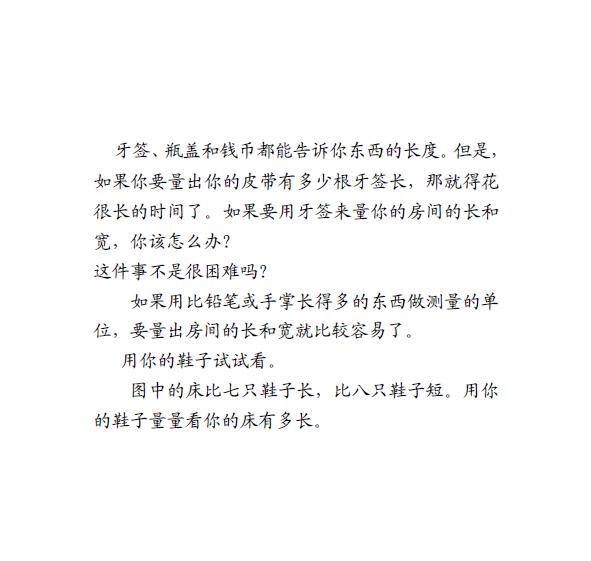 牙签、瓶盖和钱币都能告诉你东西的长度。但是，
如果你要量出你的皮带有多少根牙签长，那就得花
很长的时间了。如果要用牙签来量你的房间的长和
宽，你该怎么办？
这件事不是很困难吗？
如果用比铅笔或手掌长得多的东西做测量的单
位，要量出房间的长和宽就比较容易了。
用你的鞋子试试看。
图中的床比七只鞋子长，比八只鞋子短。用你
的鞋子量量看你的床有多长。